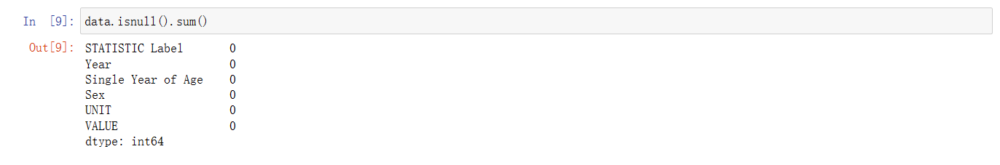 In [9]: data.isnull().sum()
Out[9]: STATISTIC Label 0
Year 0
Single Year of Age 0
Sex 0
UNIT 0
VALUE 0
dtype: int64